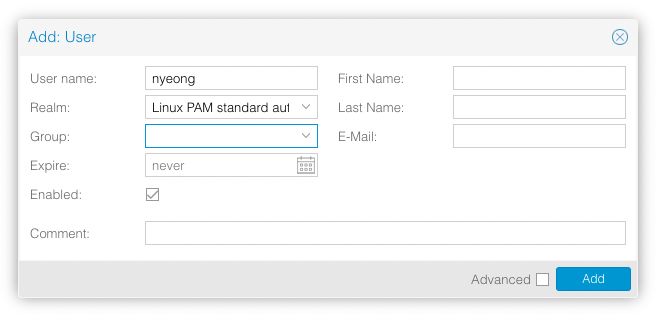 Add: User
User name: nyeong First Name:
Realm: Linux PAM standard aut Last Name:
Group: E-Mail:
Expire: never
Enabled:
Comment:
Advanced Add